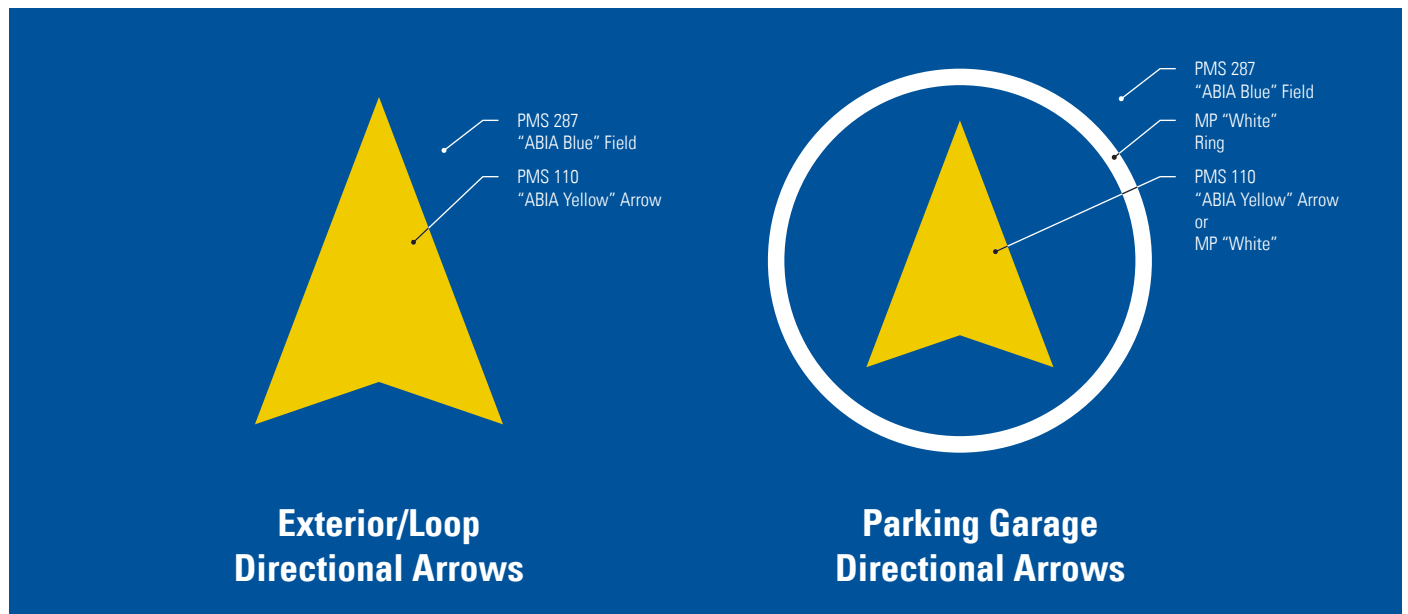 PMS 287
“ABIA Blue” Field
PMS 110
“ABIA Yellow” Arrow
Exterior/Loop
Directional Arrows
PMS 287
“ABIA Blue” Field
MP “White”
Ring
PMS 110
“ABIA Yellow” Arrow
or
MP “White”
Parking Garage
Directional Arrows